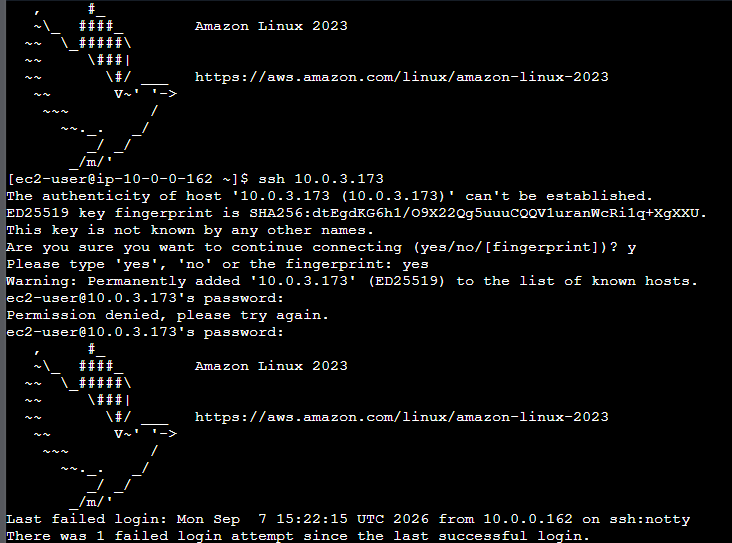 ,     #_
   ~\_  ####_        Amazon Linux 2023
  ~~  \_#####\
  ~~     \###|
  ~~       \#/ ___   https://aws.amazon.com/linux/amazon-linux-2023
   ~~       V~' '->
    ~~~         /
      ~~._.   _/
         _/ _/
       _/m/'
[ec2-user@ip-10-0-0-162 ~]$ ssh 10.0.3.173
The authenticity of host '10.0.3.173 (10.0.3.173)' can't be established.
ED25519 key fingerprint is SHA256:dtEgdKG6h1/O9X22Qg5uuuCQQV1uranWcRi1q+XgXXU.
This key is not known by any other names.
Are you sure you want to continue connecting (yes/no/[fingerprint])? y
Please type 'yes', 'no' or the fingerprint: yes
Warning: Permanently added '10.0.3.173' (ED25519) to the list of known hosts.
ec2-user@10.0.3.173's password:
Permission denied, please try again.
ec2-user@10.0.3.173's password:
   ,     #_
   ~\_  ####_        Amazon Linux 2023
  ~~  \_#####\
  ~~     \###|
  ~~       \#/ ___   https://aws.amazon.com/linux/amazon-linux-2023
   ~~       V~' '->
    ~~~         /
      ~~._.   _/
         _/ _/
       _/m/'
Last failed login: Mon Sep  7 15:22:15 UTC 2026 from 10.0.0.162 on ssh:notty
There was 1 failed login attempt since the last successful login.